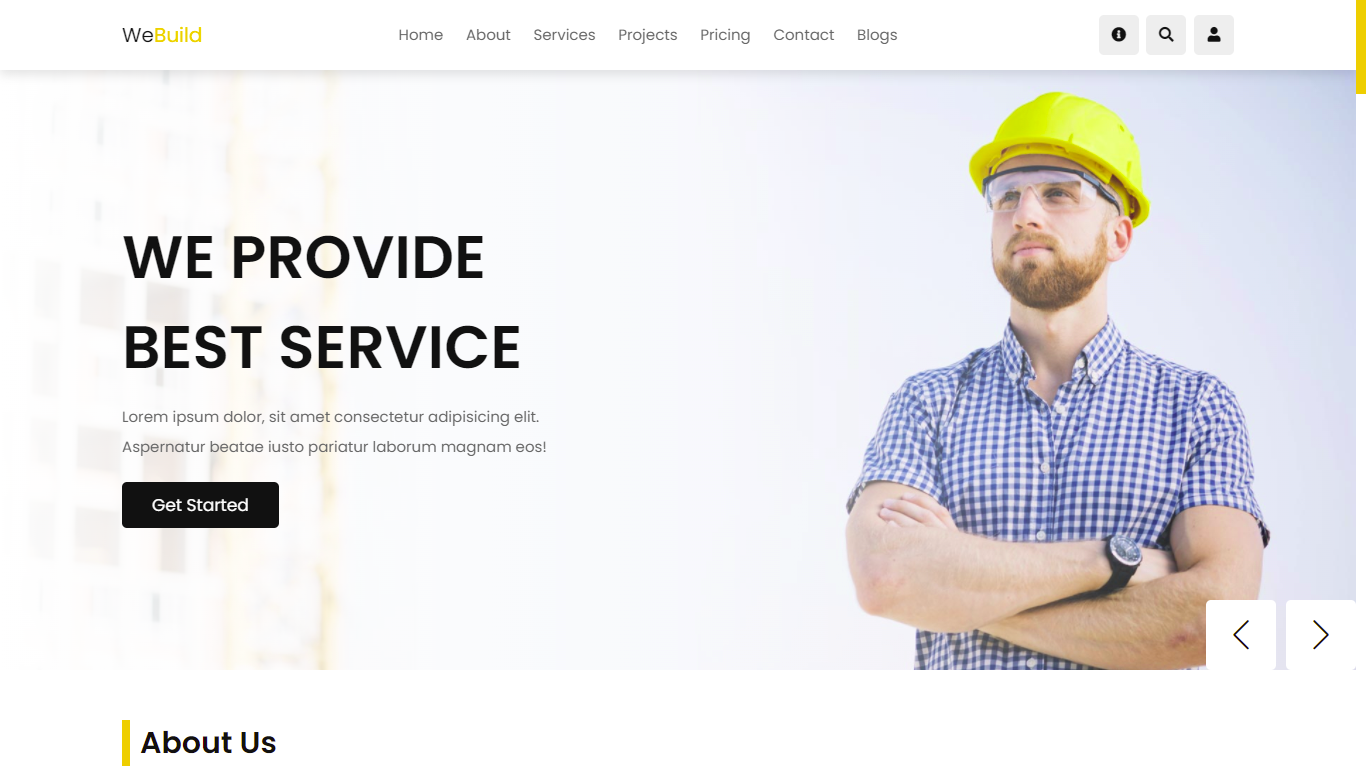 WeBuild
Home About Services Projects Pricing Contact Blogs
WE PROVIDE
BEST SERVICE
Lorem ipsum dolor, sit amet consectetur adipisicing elit.
Aspernatur beatae iusto pariatur laborum magnam eos!
Get Started
About Us